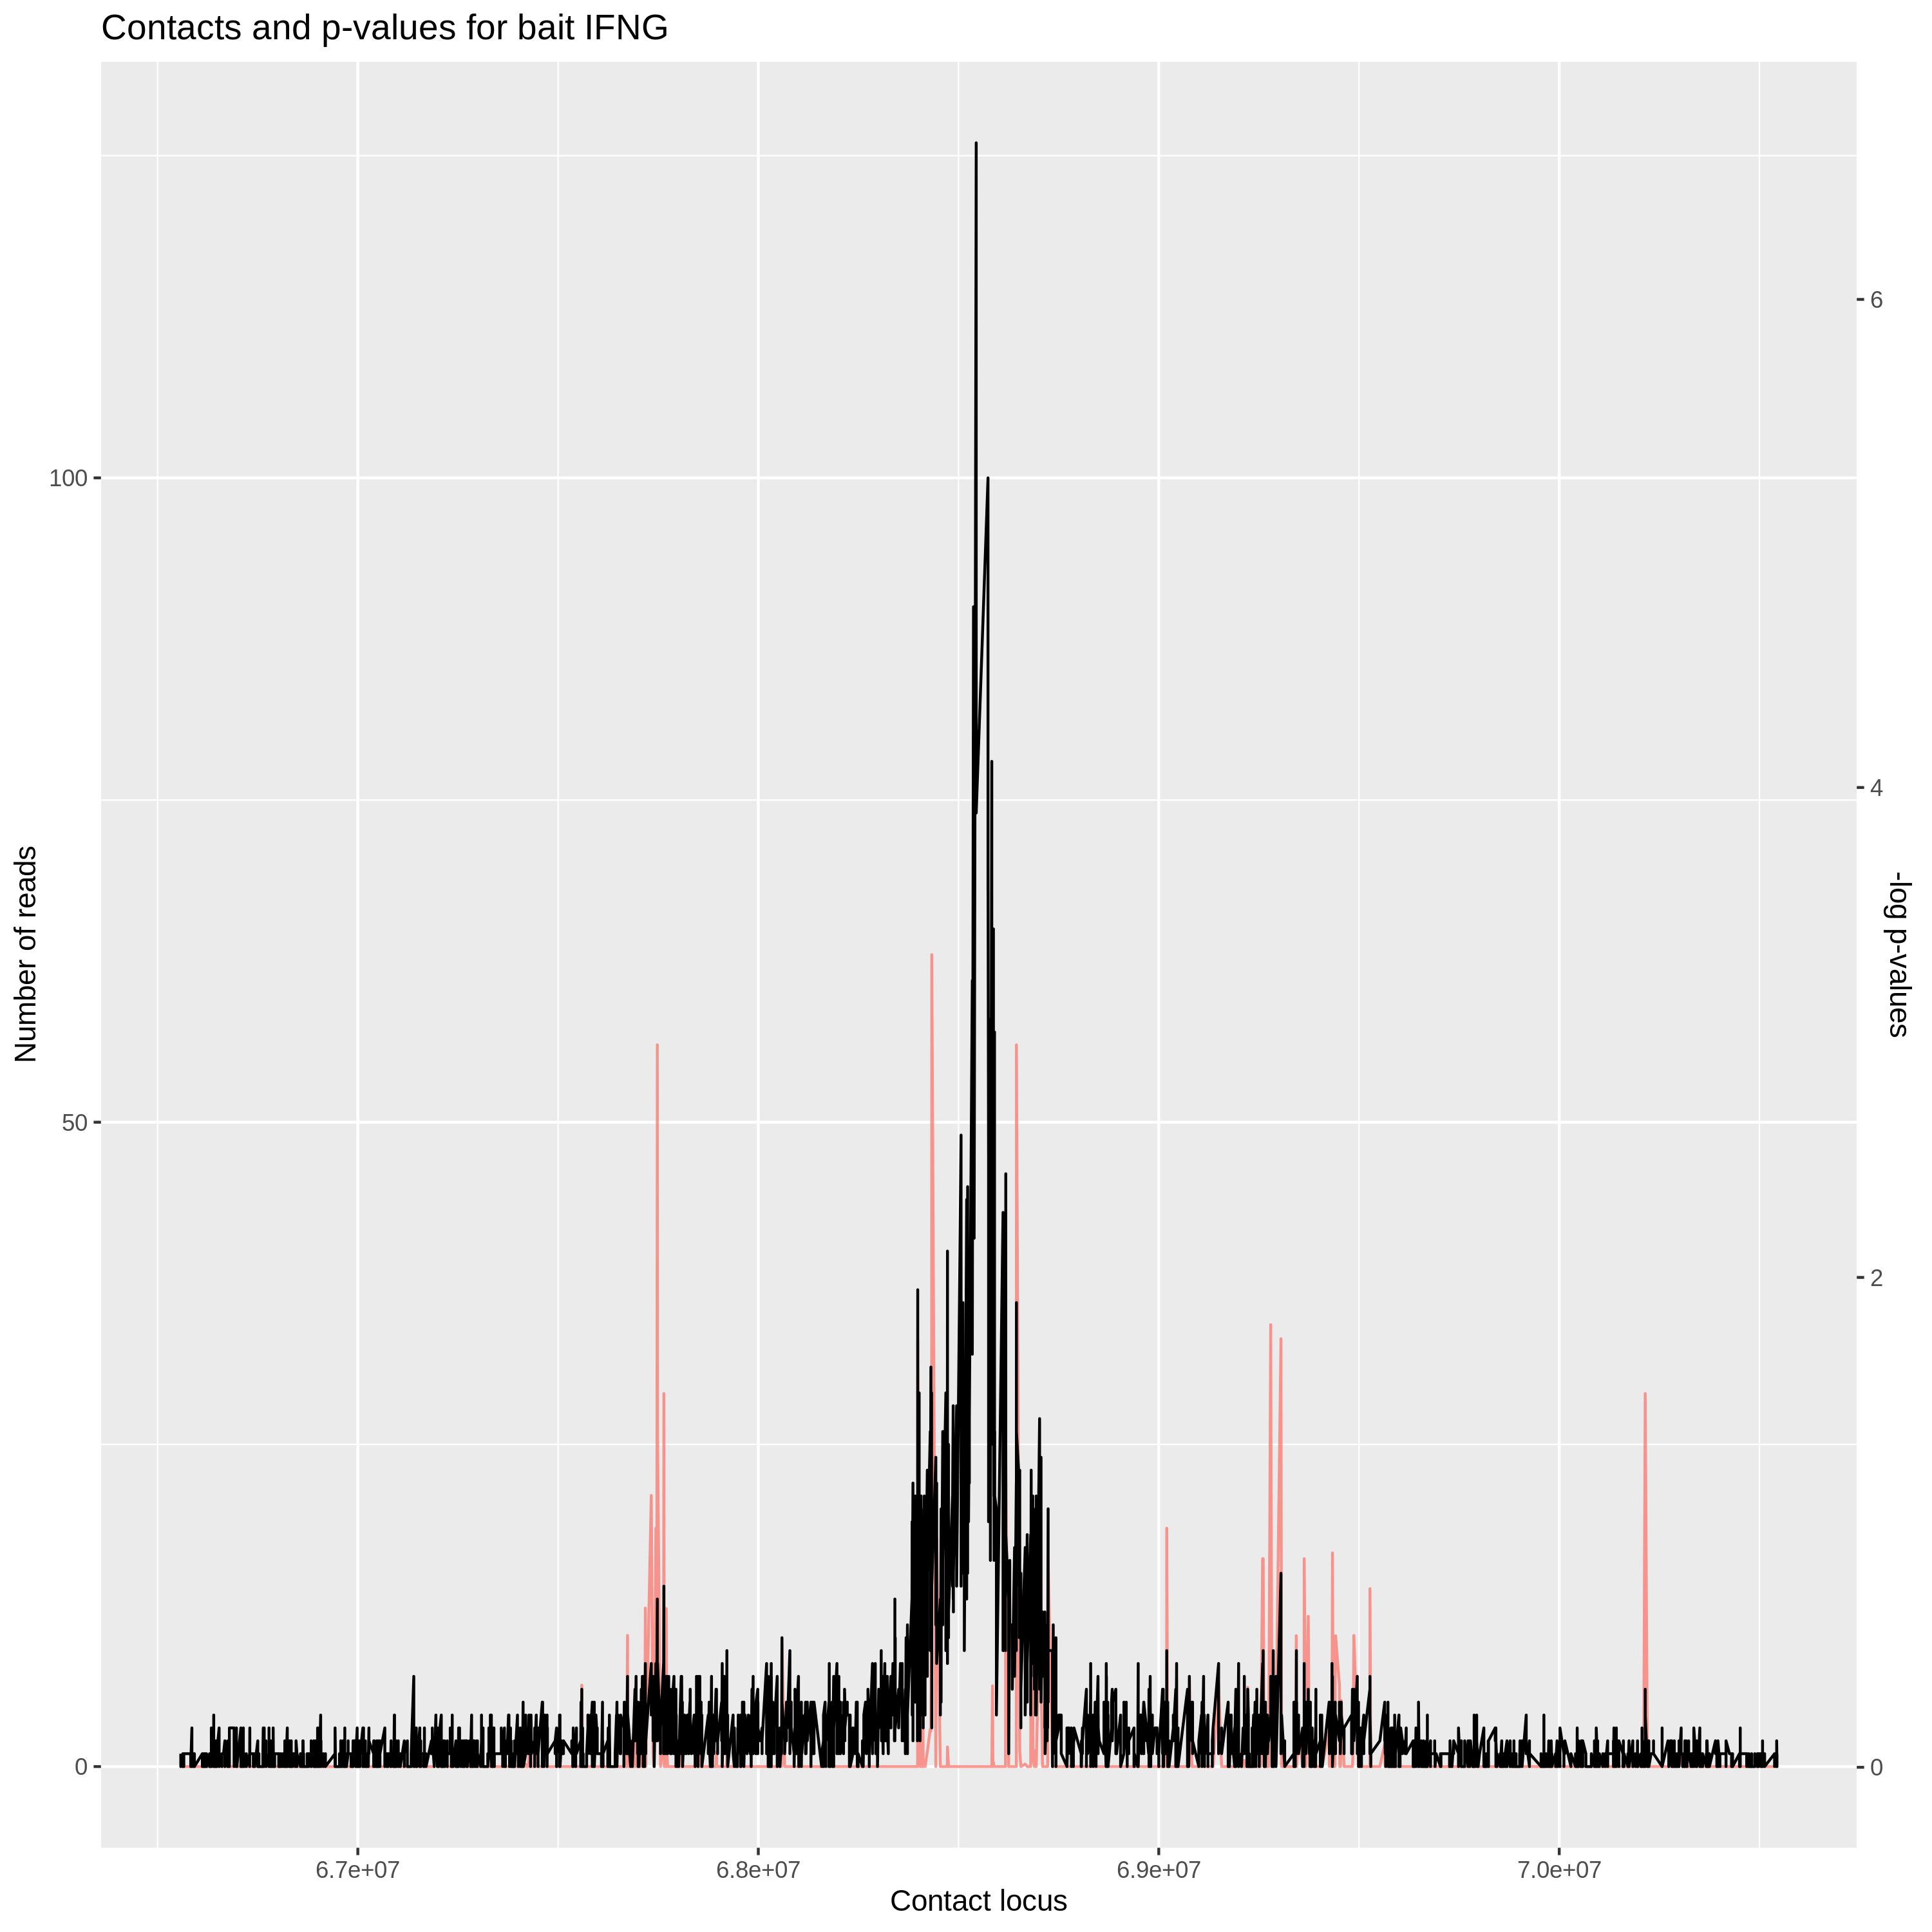 Contacts and p-values for bait IFNG
Number of reads
100
50
0
6
4
2
0
-log p-values
6.7e+07
6.8e+07
6.9e+07
7.0e+07
Contact locus